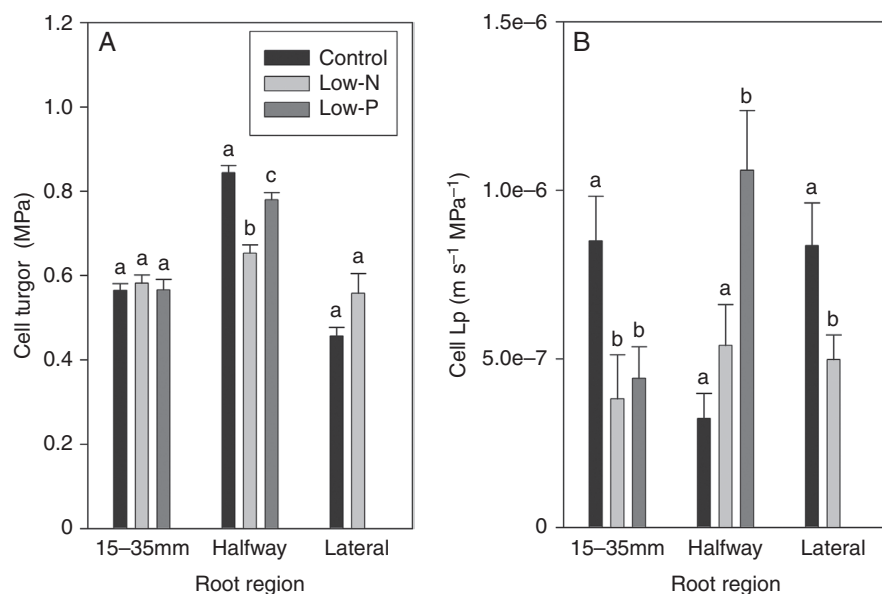 A
Control
Low-N
Low-P
Cell turgor (MPa)
1.2
1.0
0.8
0.6
0.4
0.2
0
a a a
a b c
a a
15–35mm Halfway Lateral
Root region
B
Cell Lp (m s⁻¹ MPa⁻¹)
1.5e–6
1.0e–6
5.0e–7
0
a b b
a a b
a b
15–35mm Halfway Lateral
Root region